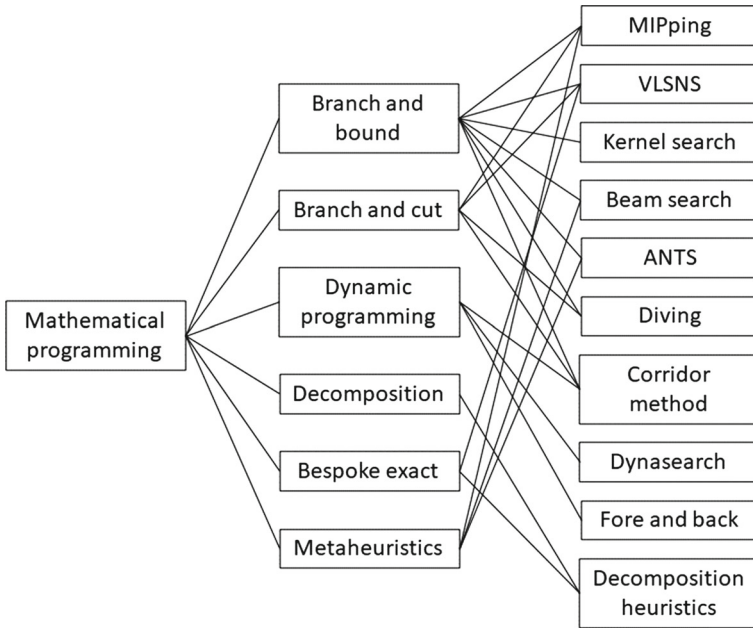 Mathematical
programming
Branch and
bound
Branch and cut
Dynamic
programming
Decomposition
Bespoke exact
Metaheuristics
MIPping
VLSNS
Kernel search
Beam search
ANTS
Diving
Corridor
method
Dynasearch
Fore and back
Decomposition
heuristics